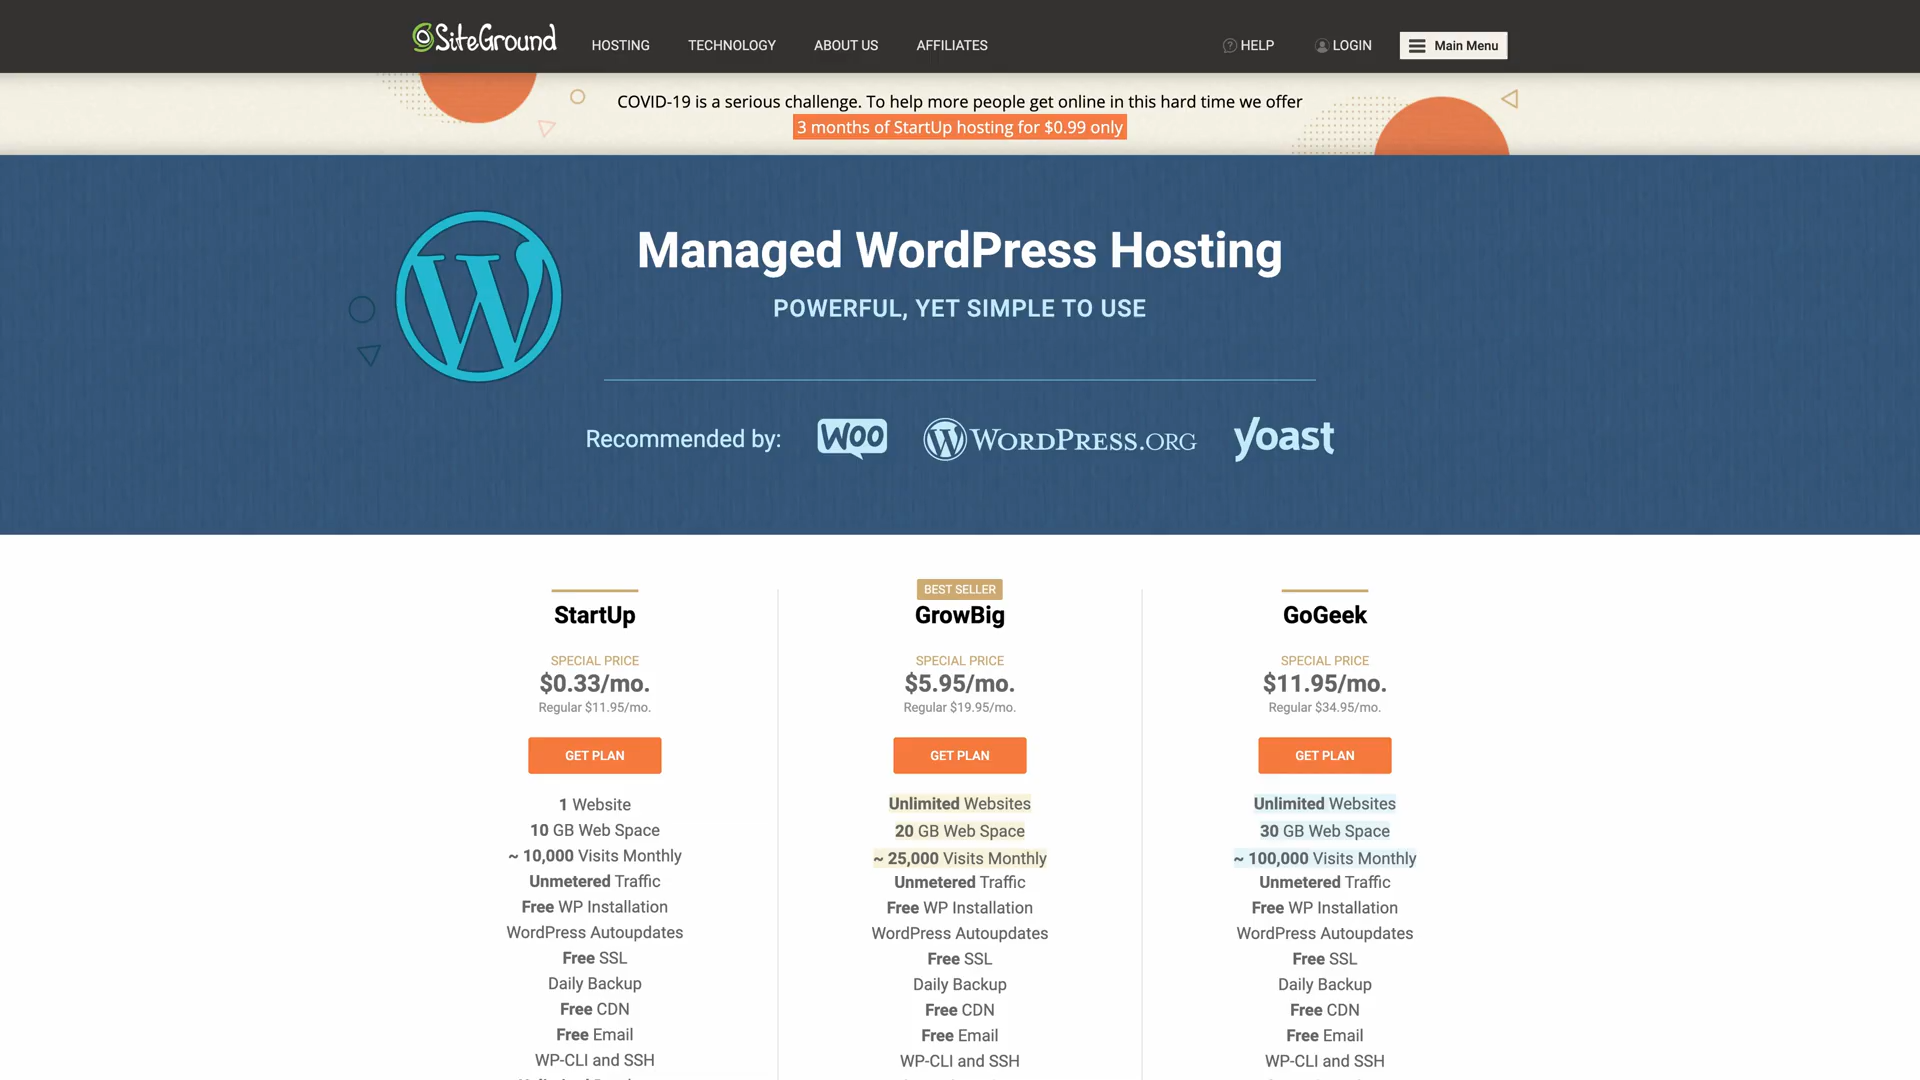 SiteGround
HOSTING
TECHNOLOGY
ABOUT US
AFFILIATES
HELP
LOGIN
Main Menu
COVID-19 is a serious challenge. To help more people get online in this hard time we offer
3 months of StartUp hosting for $0.99 only
Managed WordPress Hosting
POWERFUL, YET SIMPLE TO USE
Recommended by:
WOO
WORDPRESS.ORG
yoast
StartUp
SPECIAL PRICE
$0.33/mo.
Regular $11.95/mo.
GET PLAN
1 Website
10 GB Web Space
~ 10,000 Visits Monthly
Unmetered Traffic
Free WP Installation
WordPress Autoupdates
Free SSL
Daily Backup
Free CDN
Free Email
WP-CLI and SSH
BEST SELLER
GrowBig
SPECIAL PRICE
$5.95/mo.
Regular $19.95/mo.
GET PLAN
Unlimited Websites
20 GB Web Space
~ 25,000 Visits Monthly
Unmetered Traffic
Free WP Installation
WordPress Autoupdates
Free SSL
Daily Backup
Free CDN
Free Email
WP-CLI and SSH
GoGeek
SPECIAL PRICE
$11.95/mo.
Regular $34.95/mo.
GET PLAN
Unlimited Websites
30 GB Web Space
~ 100,000 Visits Monthly
Unmetered Traffic
Free WP Installation
WordPress Autoupdates
Free SSL
Daily Backup
Free CDN
Free Email
WP-CLI and SSH